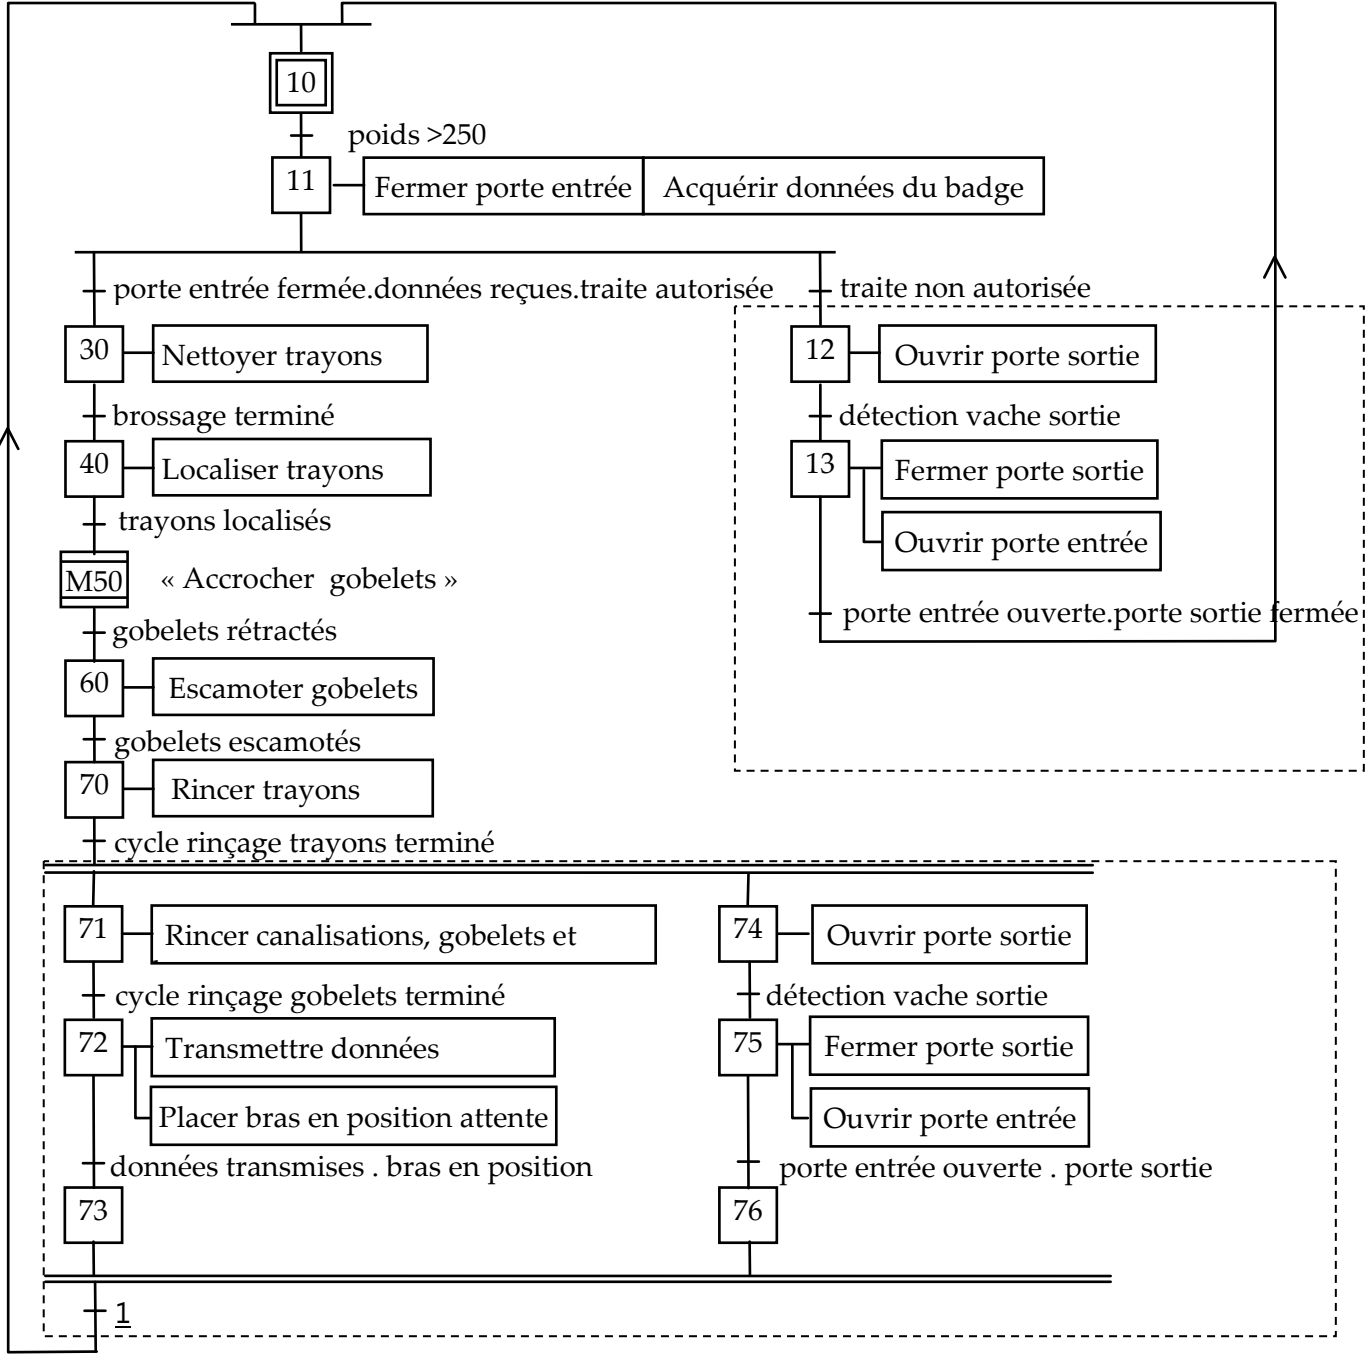 10
poids >250
11
Fermer porte entrée
Acquérir données du badge
porte entrée fermée.données reçues.traite autorisée
traite non autorisée
30
Nettoyer trayons
12
Ouvrir porte sortie
brossage terminé
détection vache sortie
40
Localiser trayons
13
Fermer porte sortie
trayons localisés
Ouvrir porte entrée
M50
« Accrocher gobelets »
porte entrée ouverte.porte sortie fermée
gobelets rétractés
60
Escamoter gobelets
gobelets escamotés
70
Rincer trayons
cycle rinçage trayons terminé
71
Rincer canalisations, gobelets et
74
Ouvrir porte sortie
cycle rinçage gobelets terminé
détection vache sortie
72
Transmettre données
75
Fermer porte sortie
Placer bras en position attente
Ouvrir porte entrée
données transmises . bras en position
porte entrée ouverte . porte sortie
73
76
1